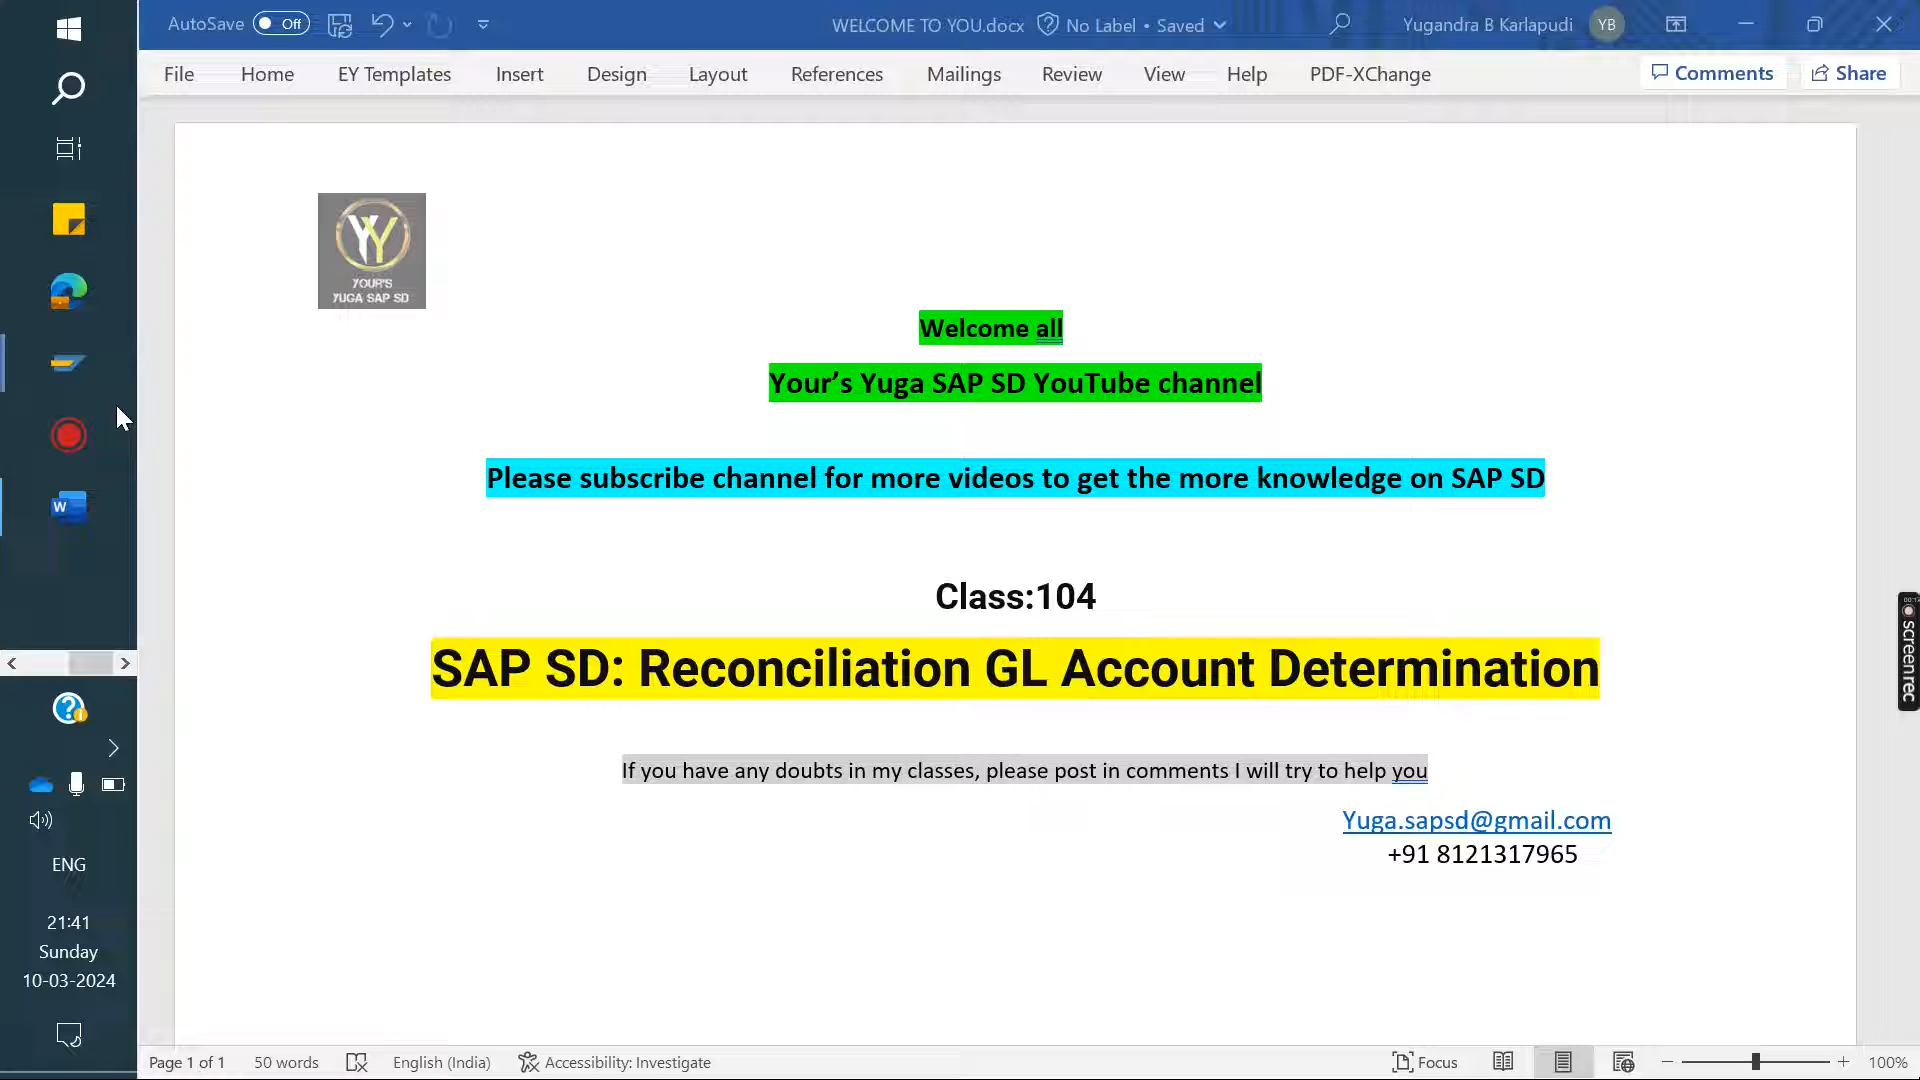 AutoSave Off WELCOME TO YOU.docx No Label • Saved Yugandra B Karlapudi YB
File Home EY Templates Insert Design Layout References Mailings Review View Help PDF-XChange Comments Share
YY
YOUR'S
YUGA SAP SD
Welcome all
Your's Yuga SAP SD YouTube channel
Please subscribe channel for more videos to get the more knowledge on SAP SD
Class:104
SAP SD: Reconciliation GL Account Determination
If you have any doubts in my classes, please post in comments I will try to help you
Yuga.sapsd@gmail.com
+91 8121317965
screenrec
W
ENG
21:41
Sunday
10-03-2024
Page 1 of 1 50 words English (India) Accessibility: Investigate Focus 100%